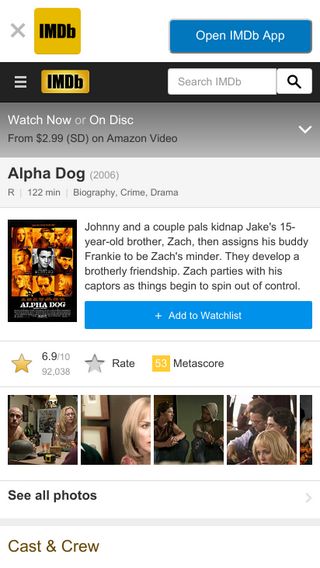 IMDb
Open IMDb App
IMDb
Search IMDb
Watch Now or On Disc
From $2.99 (SD) on Amazon Video
Alpha Dog (2006)
R | 122 min | Biography, Crime, Drama
Johnny and a couple pals kidnap Jake's 15-
year-old brother, Zach, then assigns his buddy
Frankie to be Zach's minder. They develop a
brotherly friendship. Zach parties with his
captors as things begin to spin out of control.
ALPHA DOG
+ Add to Watchlist
6.9/10
92,038
Rate
53 Metascore
See all photos
Cast & Crew